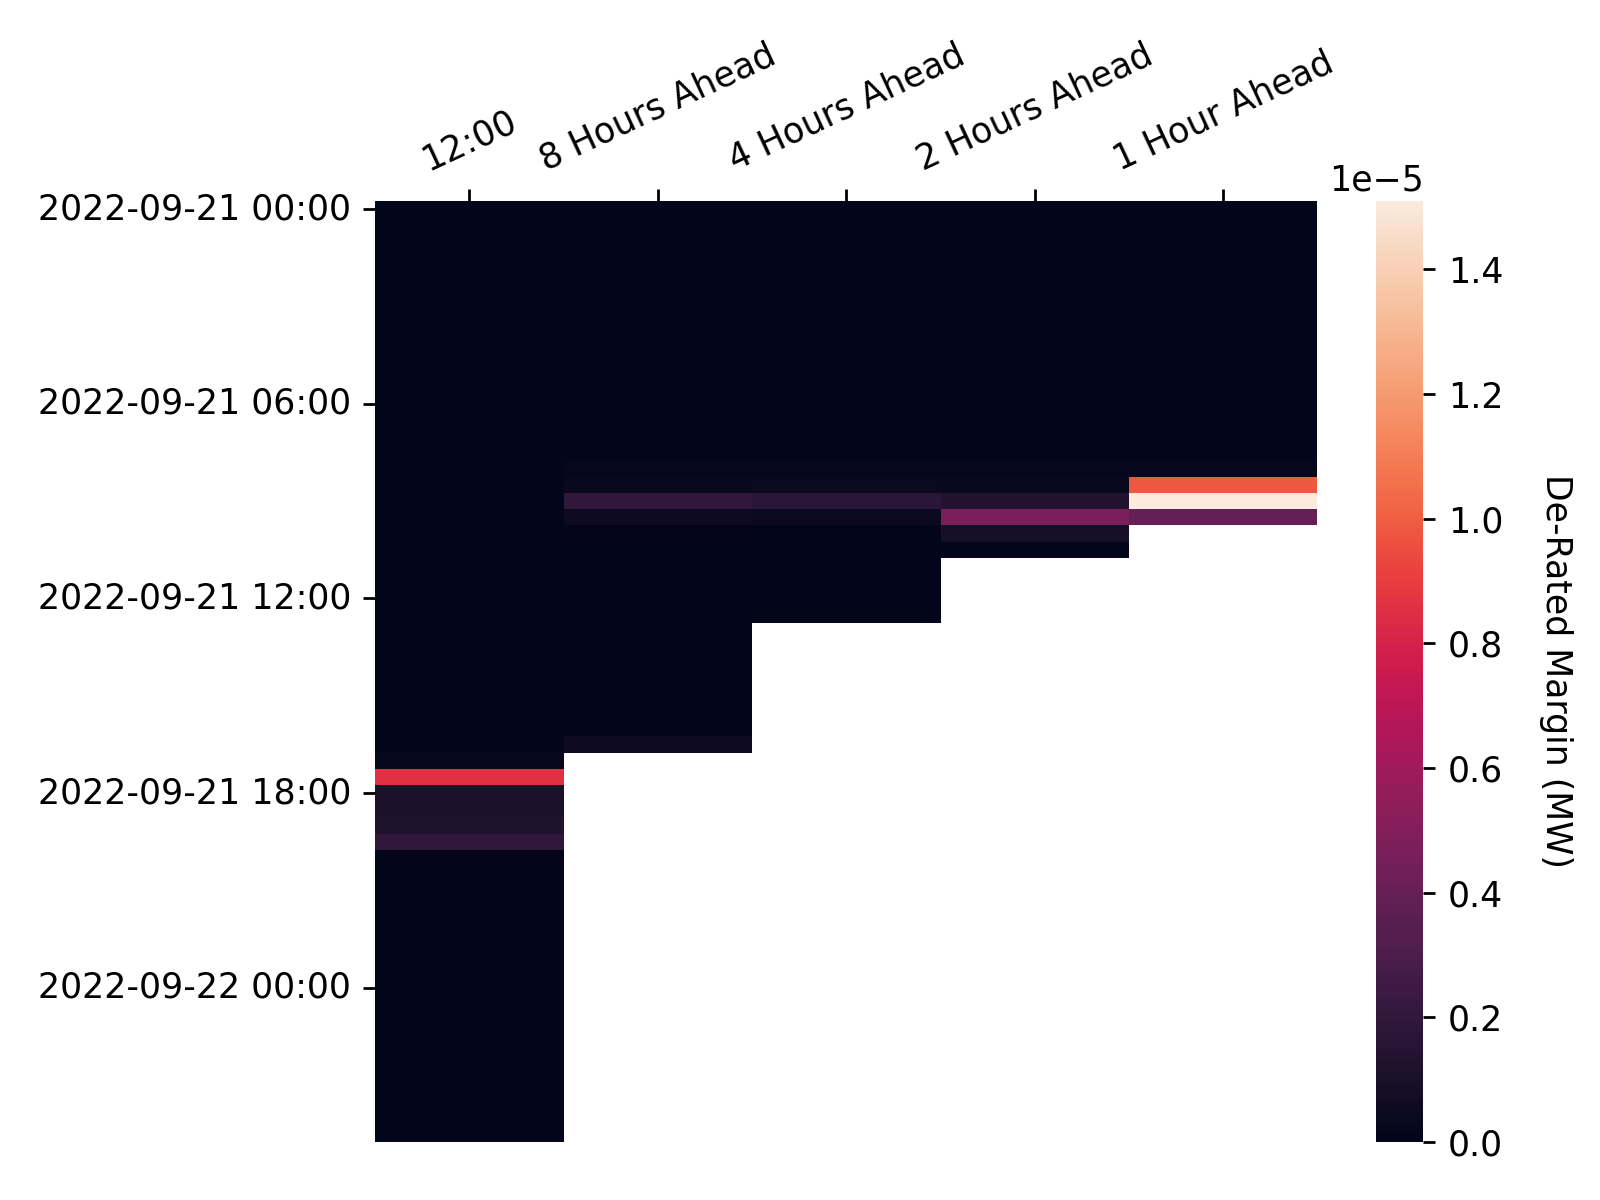 12:00
8 Hours Ahead
4 Hours Ahead
2 Hours Ahead
1 Hour Ahead
2022-09-21 00:00
2022-09-21 06:00
2022-09-21 12:00
2022-09-21 18:00
2022-09-22 00:00
1e−5
1.4
1.2
1.0
0.8
0.6
0.4
0.2
0.0
De-Rated Margin (MW)